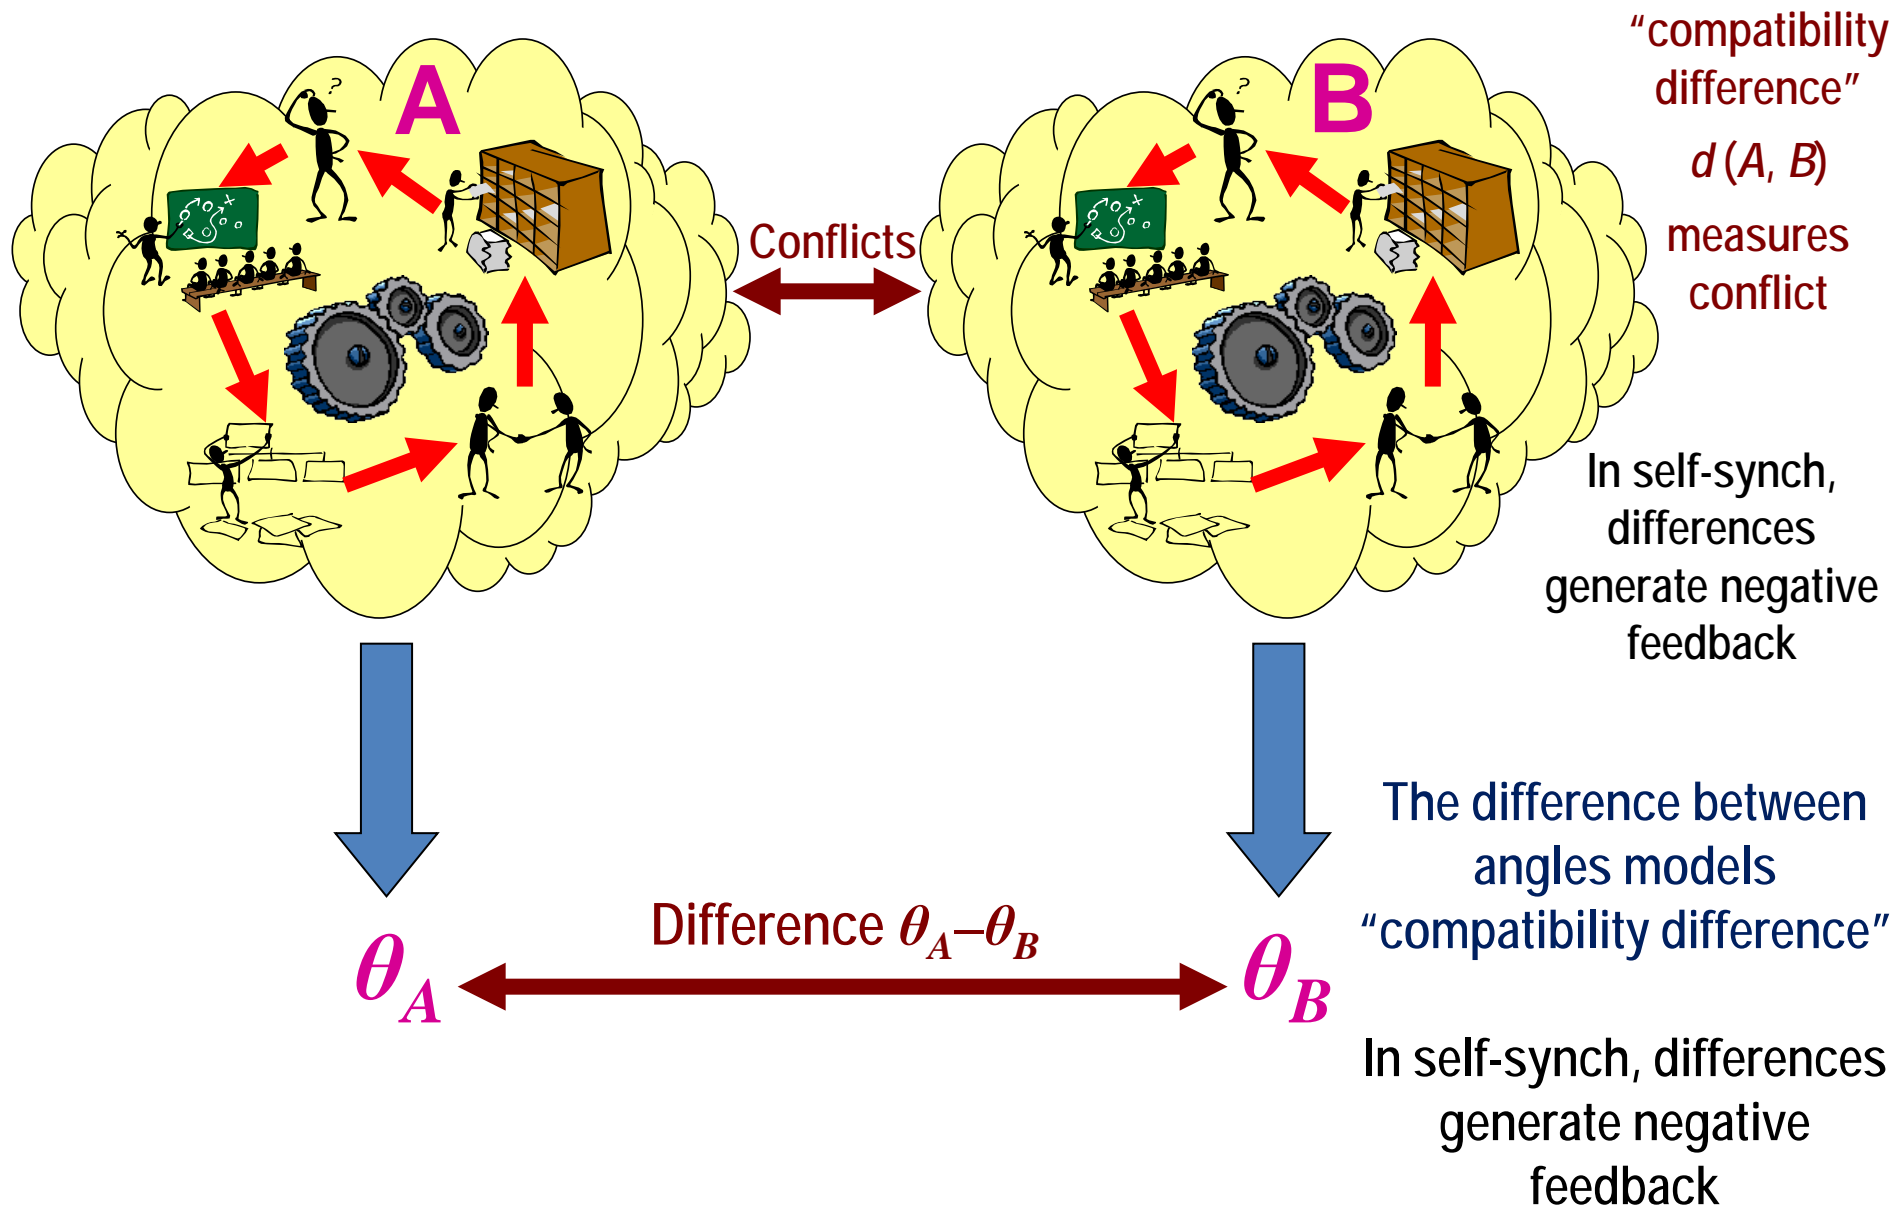 A
B
?
?
Conflicts
“compatibility
difference”
d (A, B)
measures
conflict
In self-synch,
differences
generate negative
feedback
The difference between
angles models
“compatibility difference”
Difference θA–θB
θA
θB
In self-synch, differences
generate negative
feedback